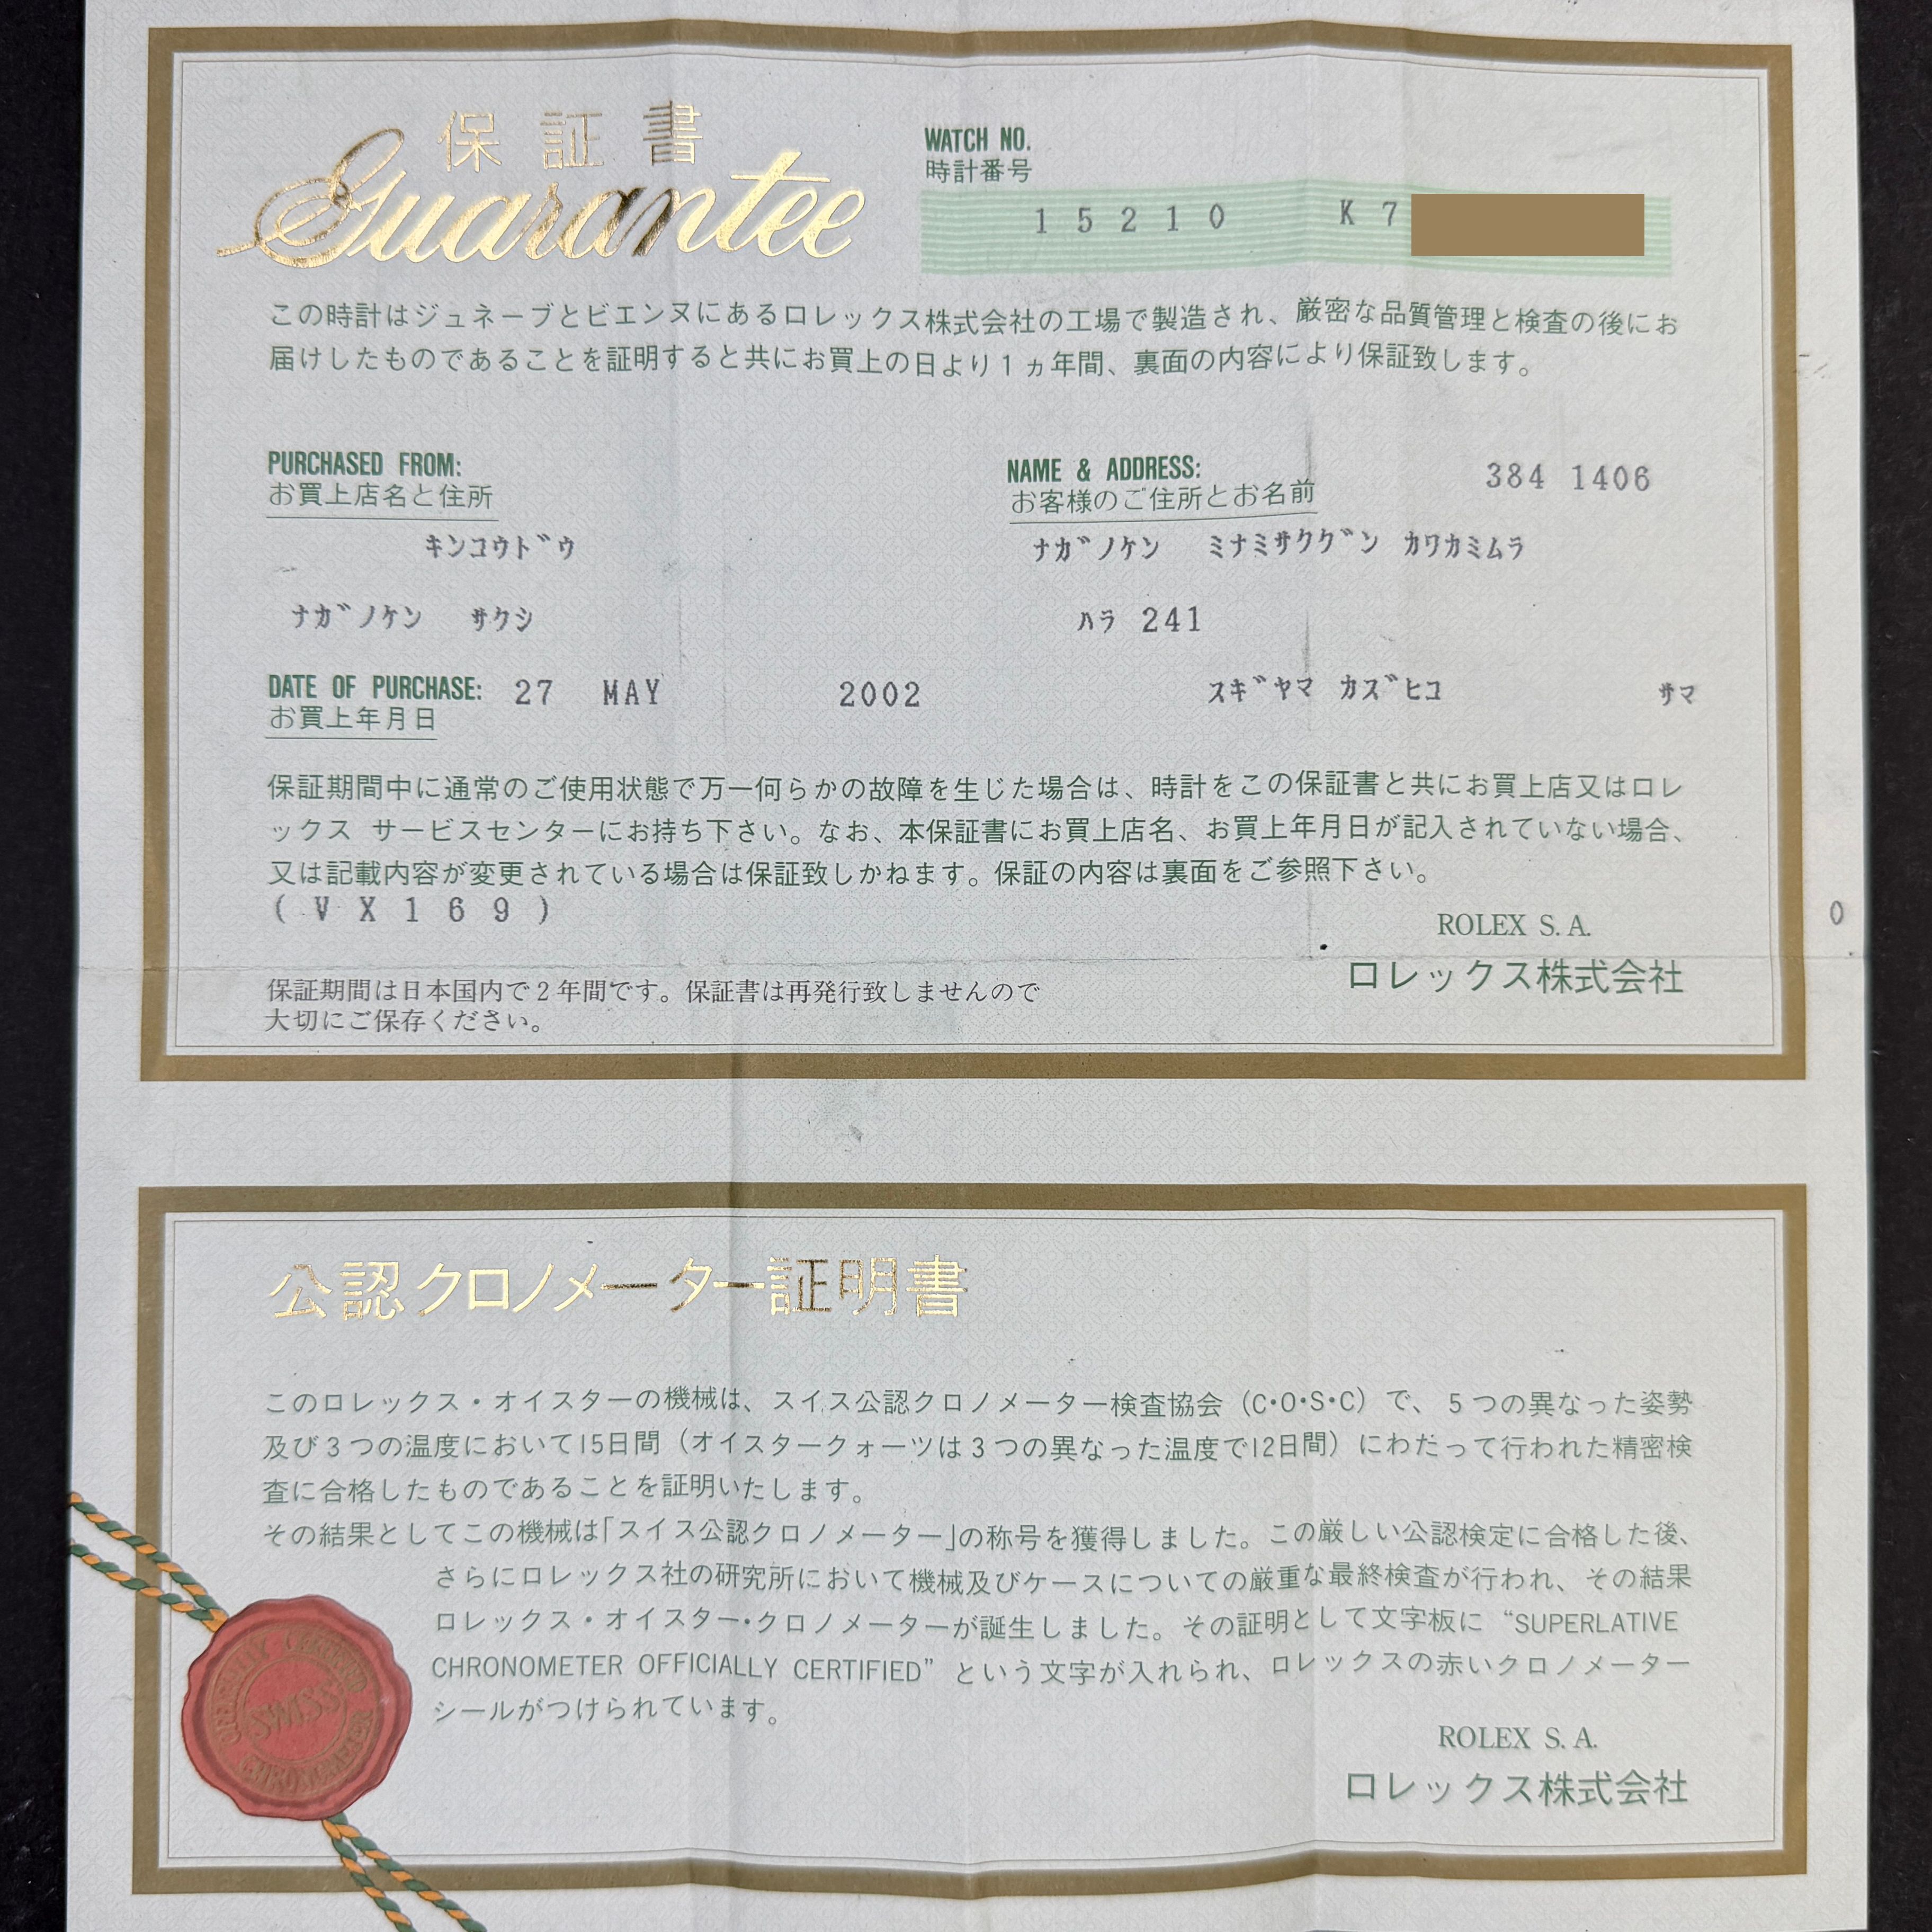 保証書
Guarantee
WATCH NO.
時計番号
15210 K7
この時計はジュネーブとビエンヌにあるロレックス株式会社の工場で製造され、厳密な品質管理と検査の後にお
届けしたものであることを証明すると共にお買上の日より1ヵ年間、裏面の内容により保証致します。
PURCHASED FROM:
お買上店名と住所
キンコウドウ
ナガノケン サクシ
NAME & ADDRESS:
384 1406
お客様のご住所とお名前
ナガノケン ミナミサクグン カワカミムラ
ハラ 241
DATE OF PURCHASE: 27 MAY 2002
お買上年月日
スギヤマ カズヒコ サマ
保証期間中に通常のご使用状態で万一何らかの故障を生じた場合は、時計をこの保証書と共にお買上店又はロレ
ックス サービスセンターにお持ち下さい。なお、本保証書にお買上店名、お買上年月日が記入されていない場合、
又は記載内容が変更されている場合は保証致しかねます。保証の内容は裏面をご参照下さい。
(VX169)
0
ROLEX S.A.
ロレックス株式会社
保証期間は日本国内で2年間です。保証書は再発行致しませんので
大切にご保存ください。
公認クロノメーター証明書
このロレックス・オイスターの機械は、スイス公認クロノメーター検査協会（C・O・S・C）で、5つの異なった姿勢
及び3つの温度において15日間（オイスタークォーツは3つの異なった温度で12日間）にわたって行われた精密検
査に合格したものであることを証明いたします。
その結果としてこの機械は「スイス公認クロノメーター」の称号を獲得しました。この厳しい公認検定に合格した後、
さらにロレックス社の研究所において機械及びケースについての厳重な最終検査が行われ、その結果
ロレックス・オイスター・クロノメーターが誕生しました。その証明として文字板に “SUPERLATIVE
CHRONOMETER OFFICIALLY CERTIFIED” という文字が入れられ、ロレックスの赤いクロノメーター
シールがつけられています。
OFFICIALLY CERTIFIED
SWISS
CHRONOMETER
ROLEX S.A.
ロレックス株式会社